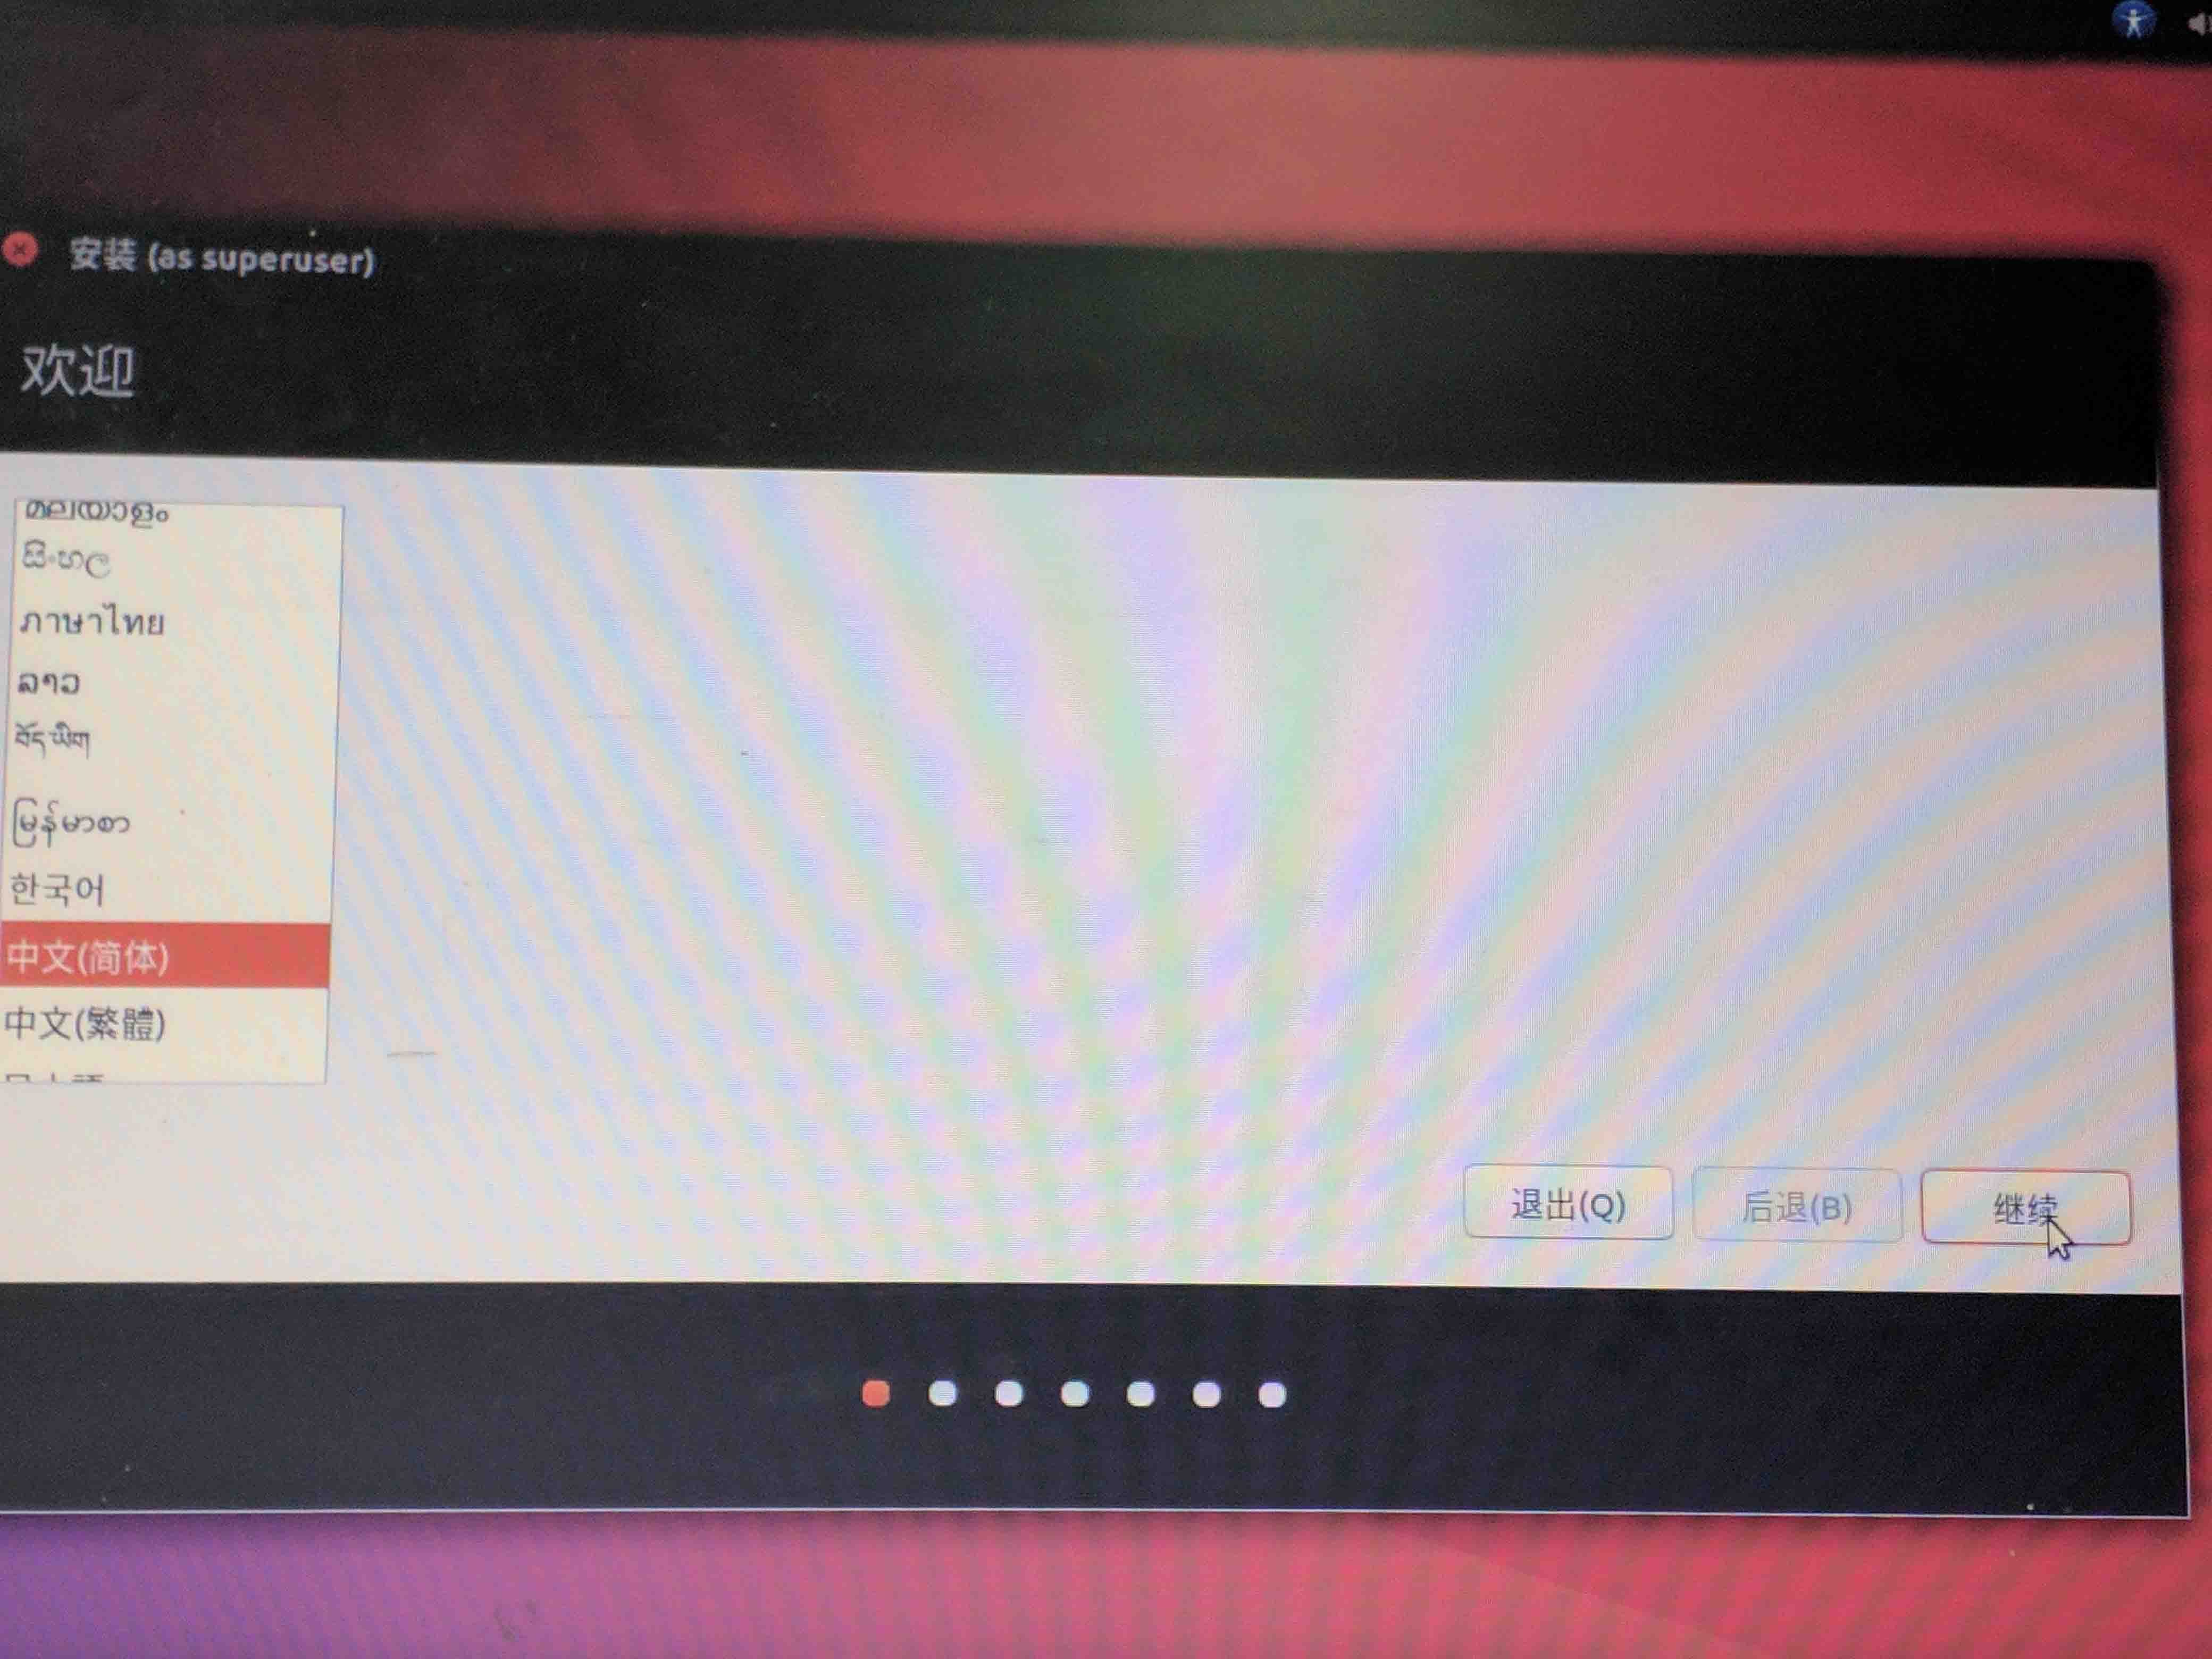 安装 (as superuser)
欢迎
മലയാളം
සිංහල
ภาษาไทย
ລາວ
བོད་ཡིག
မြန်မာစာ
한국어
中文(简体)
中文(繁體)
退出(Q)
后退(B)
继续